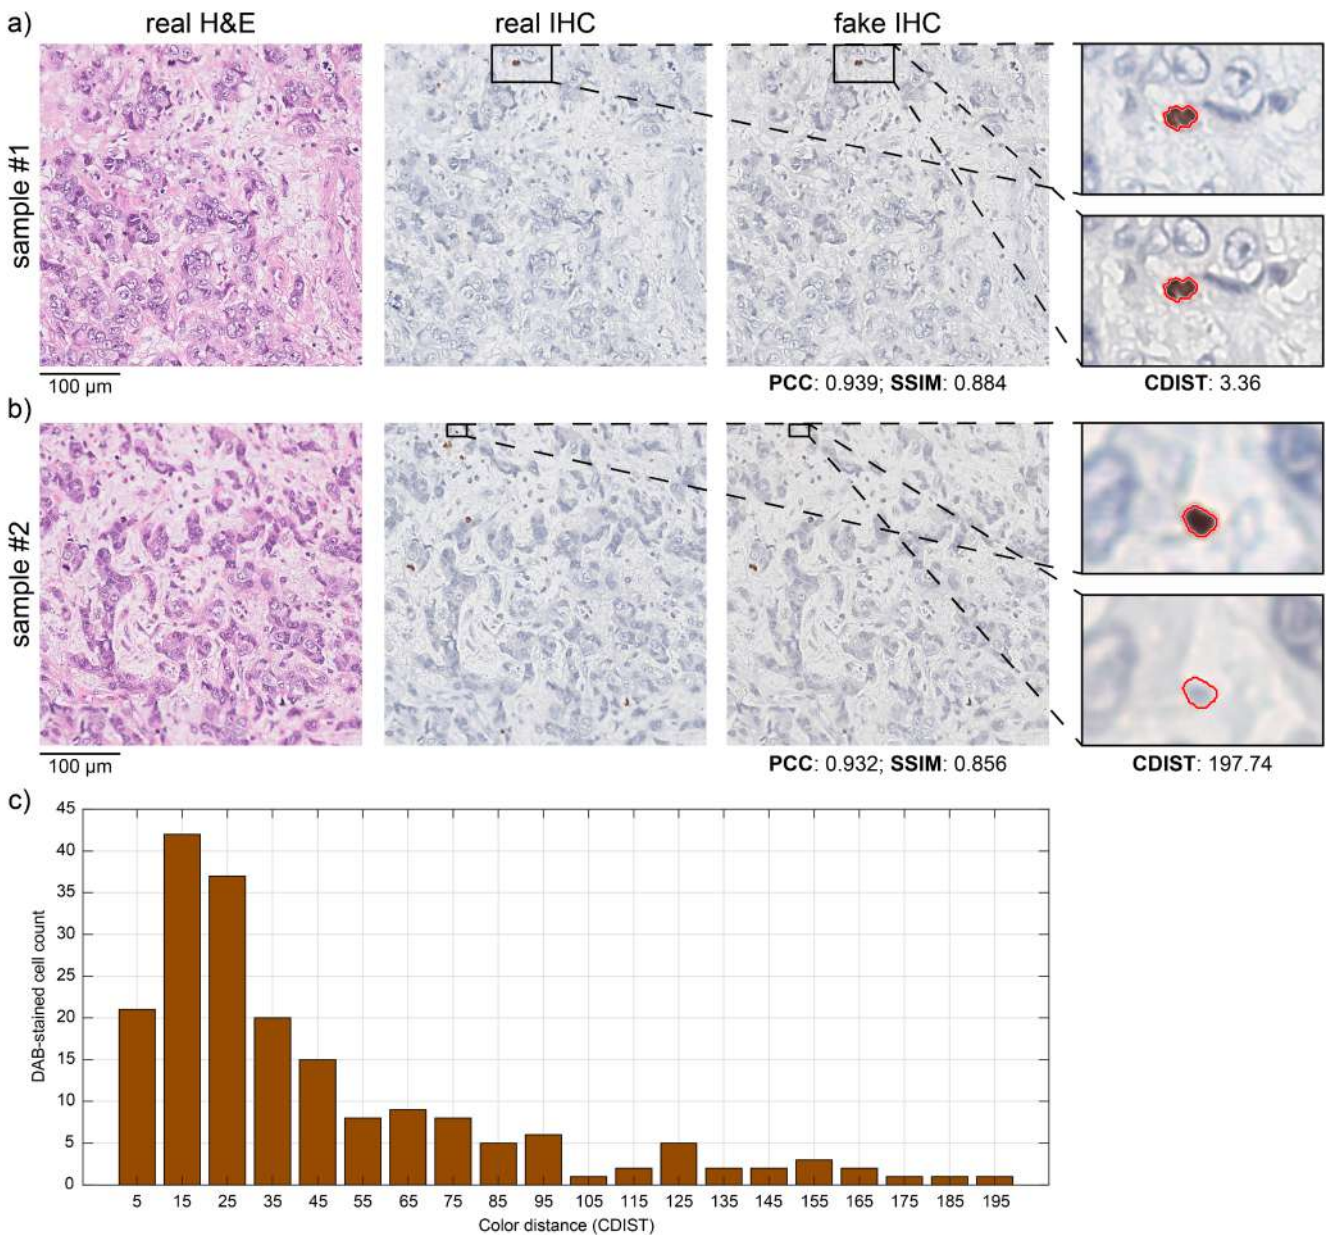 a)
real H&E
real IHC
fake IHC
sample #1
100 µm
PCC: 0.939; SSIM: 0.884
CDIST: 3.36
b)
sample #2
100 µm
PCC: 0.932; SSIM: 0.856
CDIST: 197.74
c)
DAB-stained cell count
45
40
35
30
25
20
15
10
5
0
5 15 25 35 45 55 65 75 85 95 105 115 125 135 145 155 165 175 185 195
Color distance (CDIST)